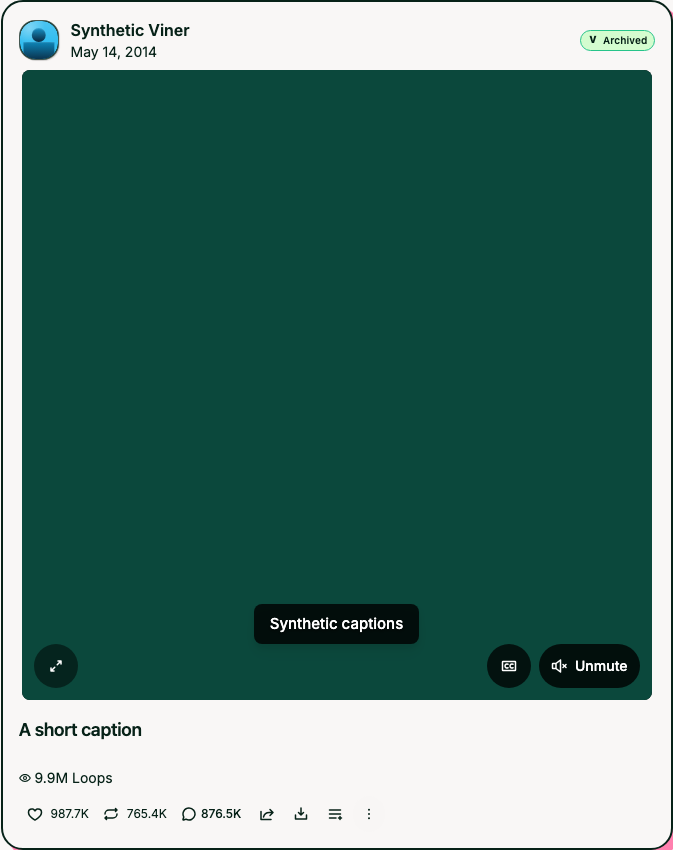 Synthetic Viner
May 14, 2014
V Archived
Synthetic captions
CC
Unmute
A short caption
9.9M Loops
987.7K
765.4K
876.5K